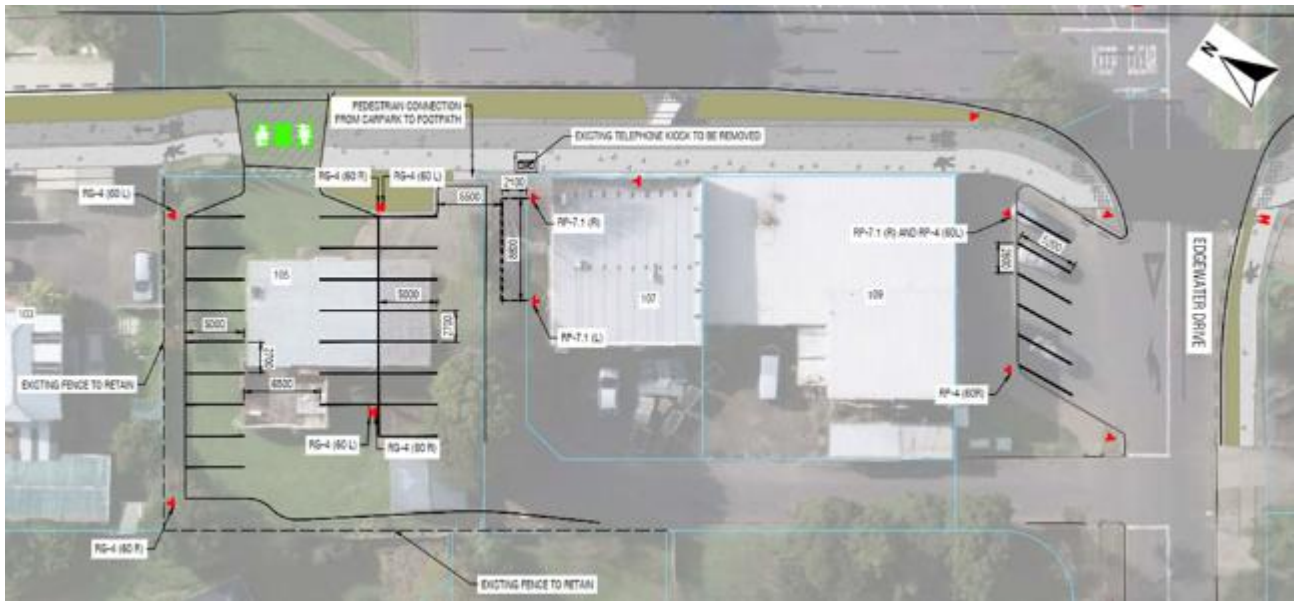 KEEP CLEAR
N
PEDESTRIAN CONNECTION
FROM CARPARK TO FOOTPATH
EXISTING TELEPHONE KIOSK TO BE REMOVED
RG-4 (60 R)
RG-4 (60 L)
RG-4 (60 L)
2100
5500
RP-7.1 (R)
RP-7.1 (R) AND RP-4 (60L)
EDGEWATER DRIVE
105
5000
107
109
2700
RP-7.1 (L)
103
5000
2700
EXISTING FENCE TO RETAIN
6500
RP-4 (60R)
RG-4 (60 L)
RG-4 (60 R)
RG-4 (60 R)
EXISTING FENCE TO RETAIN